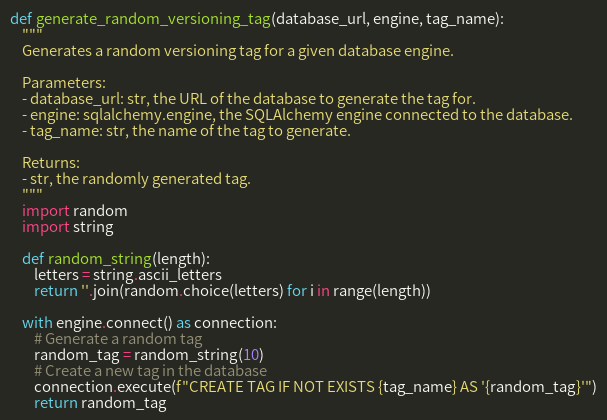 def generate_random_versioning_tag(database_url, engine, tag_name):
    """
    Generates a random versioning tag for a given database engine.

    Parameters:
    - database_url: str, the URL of the database to generate the tag for.
    - engine: sqlalchemy.engine, the SQLAlchemy engine connected to the database.
    - tag_name: str, the name of the tag to generate.

    Returns:
    - str, the randomly generated tag.
    """
    import random
    import string

    def random_string(length):
        letters = string.ascii_letters
        return ''.join(random.choice(letters) for i in range(length))

    with engine.connect() as connection:
        # Generate a random tag
        random_tag = random_string(10)
        # Create a new tag in the database
        connection.execute(f"CREATE TAG IF NOT EXISTS {tag_name} AS '{random_tag}'")
        return random_tag